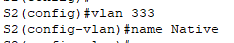 S2(config)#vlan 333
S2(config-vlan)#name Native